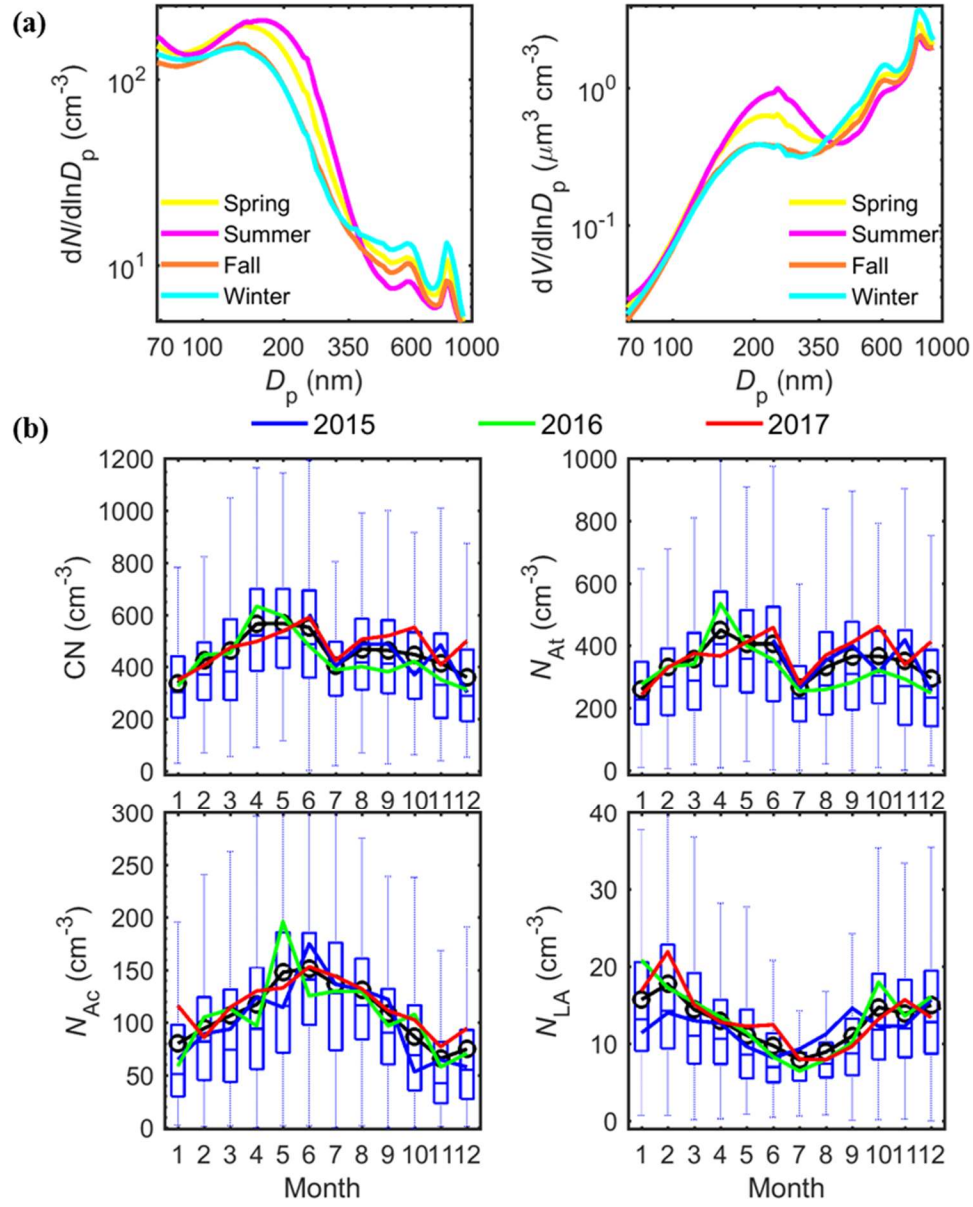 (a)
dN/dlnDp (cm-3)
10²
10¹
Spring
Summer
Fall
Winter
70 100 200 350 600 1000
Dp (nm)
dV/dlnDp (μm³ cm-3)
10⁰
10-1
Spring
Summer
Fall
Winter
70 100 200 350 600 1000
Dp (nm)
(b)
2015 2016 2017
CN (cm-3)
1200
1000
800
600
400
200
0
1 2 3 4 5 6 7 8 9 10 11 12
NAt (cm-3)
1000
800
600
400
200
0
1 2 3 4 5 6 7 8 9 10 11 12
NAc (cm-3)
300
250
200
150
100
50
0
1 2 3 4 5 6 7 8 9 10 11 12
Month
NLA (cm-3)
40
30
20
10
0
1 2 3 4 5 6 7 8 9 10 11 12
Month